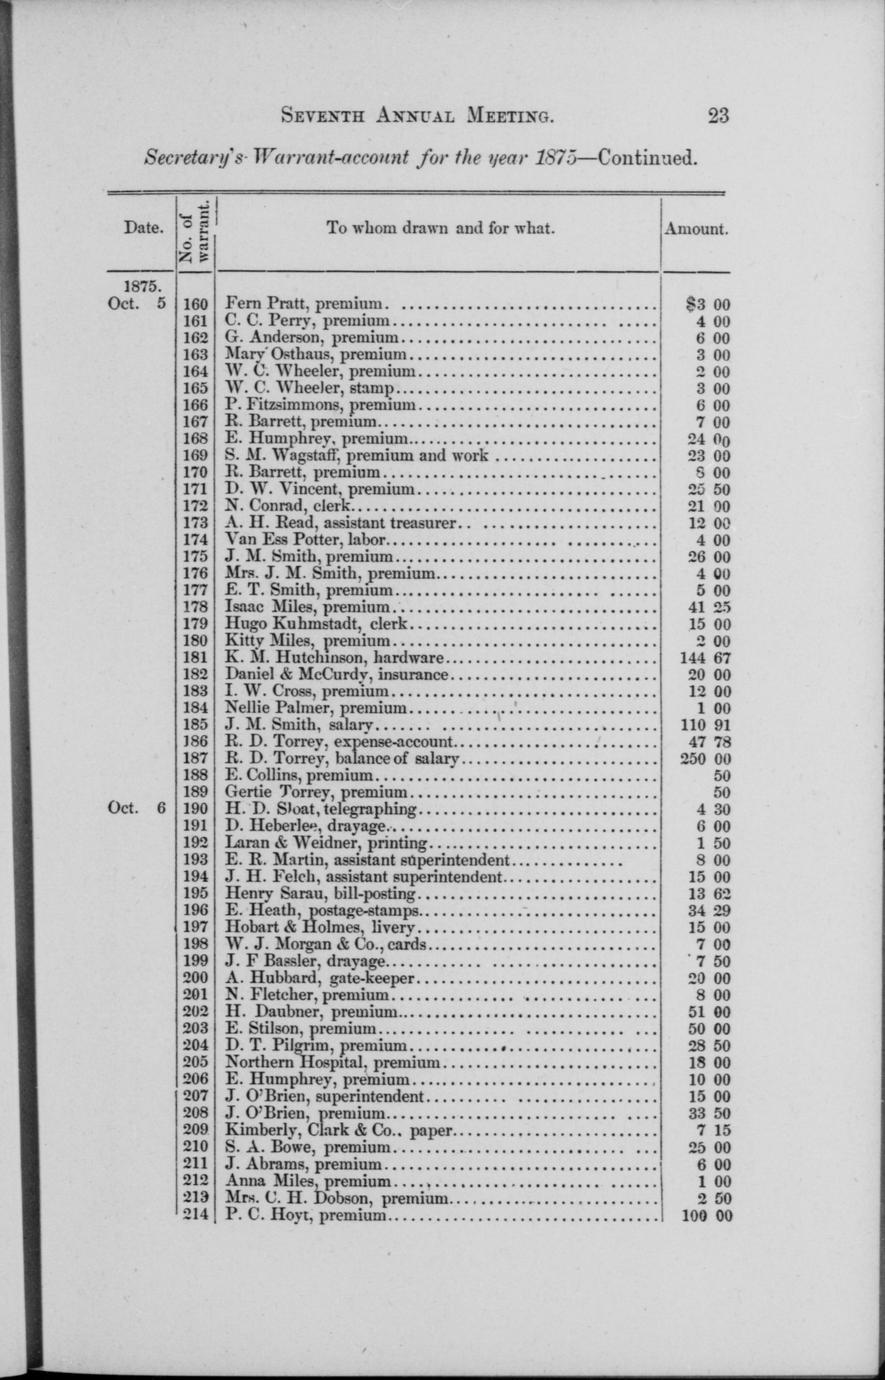 SEVENTH ANNUAL MEETING. 23
Secretary's Warrant-account for the year 1875—Continued.
Date. No. of warrant. To whom drawn and for what. Amount.
1875.
Oct. 5 160 Fern Pratt, premium. $3 00
161 C. C. Perry, premium 4 00
162 G. Anderson, premium 6 00
163 Mary Osthaus, premium 3 00
164 W. C. Wheeler, premium 2 00
165 W. C. Wheeler, stamp 3 00
166 P. Fitzsimmons, premium 6 00
167 R. Barrett, premium 7 00
168 E. Humphrey, premium 24 00
169 S. M. Wagstaff, premium and work 23 00
170 R. Barrett, premium 8 00
171 D. W. Vincent, premium 25 50
172 N. Conrad, clerk 21 00
173 A. H. Read, assistant treasurer 12 00
174 Van Ess Potter, labor 4 00
175 J. M. Smith, premium 26 00
176 Mrs. J. M. Smith, premium 4 00
177 E. T. Smith, premium 5 00
178 Isaac Miles, premium 41 25
179 Hugo Kuhmstadt, clerk 15 00
180 Kitty Miles, premium 2 00
181 K. M. Hutchinson, hardware 144 67
182 Daniel & McCurdy, insurance 20 00
183 I. W. Cross, premium 12 00
184 Nellie Palmer, premium 1 00
185 J. M. Smith, salary 110 91
186 R. D. Torrey, expense-account 47 78
187 R. D. Torrey, balance of salary 250 00
188 E. Collins, premium 50
189 Gertie Torrey, premium 50
Oct. 6 190 H. D. Sloat, telegraphing 4 30
191 D. Heberlee, drayage 6 00
192 Laran & Weidner, printing 1 50
193 E. R. Martin, assistant superintendent 8 00
194 J. H. Felch, assistant superintendent 15 00
195 Henry Sarau, bill-posting 13 62
196 E. Heath, postage-stamps 34 29
197 Hobart & Holmes, livery 15 00
198 W. J. Morgan & Co., cards 7 00
199 J. F Bassler, drayage 7 50
200 A. Hubbard, gate-keeper 20 00
201 N. Fletcher, premium 8 00
202 H. Daubner, premium 51 00
203 E. Stilson, premium 50 00
204 D. T. Pilgrim, premium 28 50
205 Northern Hospital, premium 18 00
206 E. Humphrey, premium 10 00
207 J. O'Brien, superintendent 15 00
208 J. O'Brien, premium 33 50
209 Kimberly, Clark & Co., paper 7 15
210 S. A. Bowe, premium 25 00
211 J. Abrams, premium 6 00
212 Anna Miles, premium 1 00
213 Mrs. C. H. Dobson, premium 2 50
214 P. C. Hoyt, premium 100 00